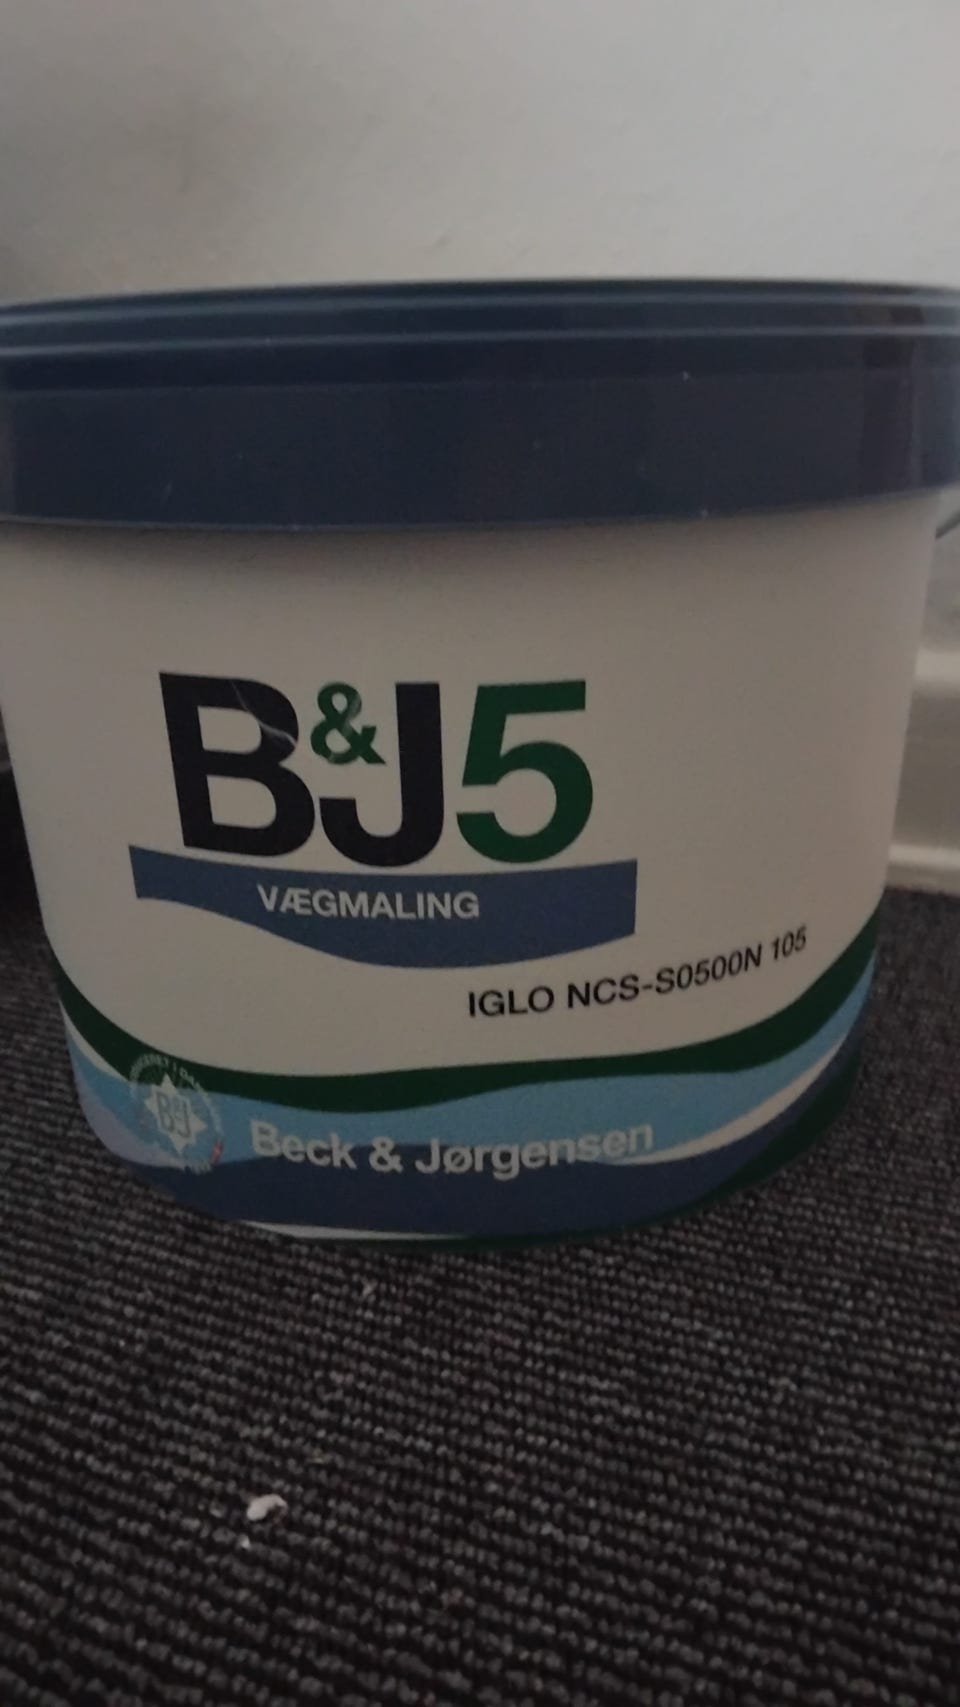 B&J5
VÆGMALING
IGLO NCS-S0500N 105
B&J
Beck & Jørgensen